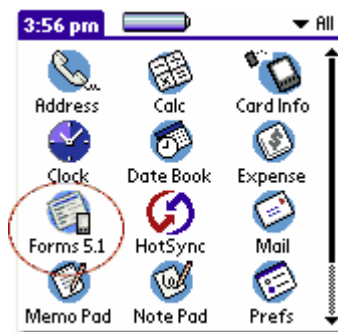 3:56 pm ▼ All
Address Calc Card Info
Clock Date Book Expense
Forms 5.1 HotSync Mail
Memo Pad Note Pad Prefs